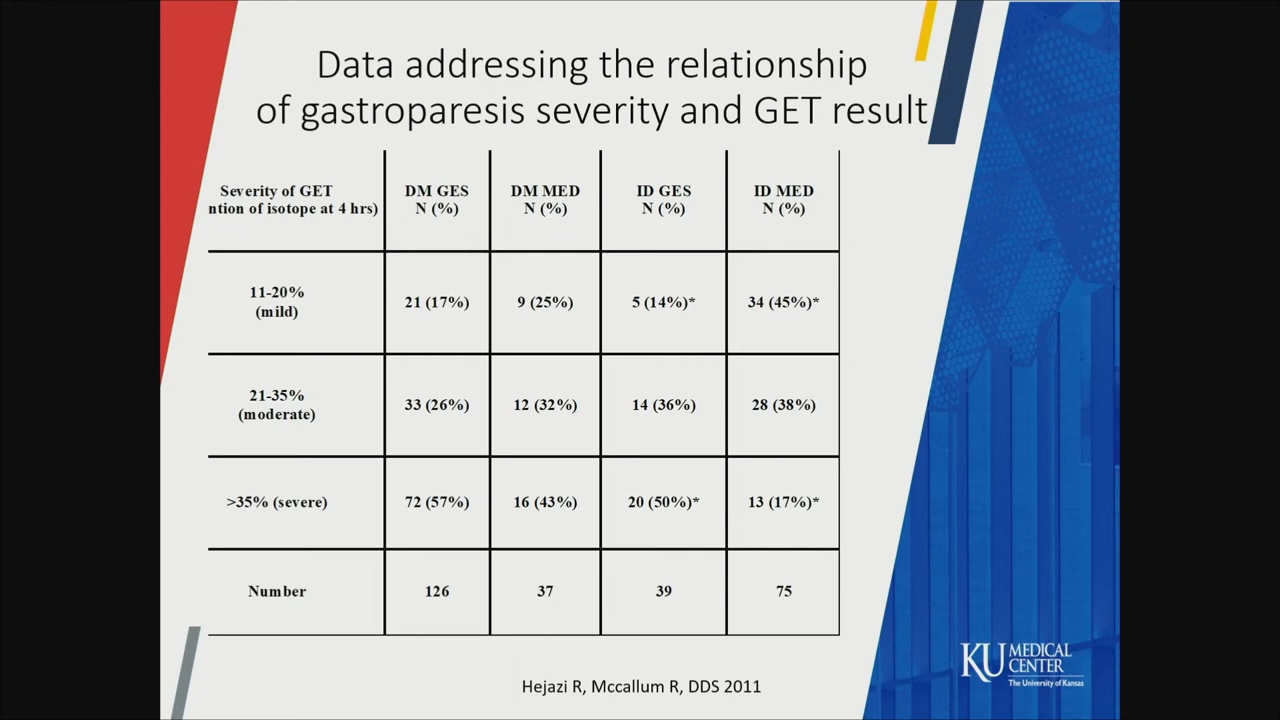 Data addressing the relationship
of gastroparesis severity and GET result
Severity of GET
ntion of isotope at 4 hrs)
DM GES
N (%)
DM MED
N (%)
ID GES
N (%)
ID MED
N (%)
11-20%
(mild)
21 (17%)
9 (25%)
5 (14%)*
34 (45%)*
21-35%
(moderate)
33 (26%)
12 (32%)
14 (36%)
28 (38%)
>35% (severe)
72 (57%)
16 (43%)
20 (50%)*
13 (17%)*
Number
126
37
39
75
Hejazi R, Mccallum R, DDS 2011
KU MEDICAL
CENTER
The University of Kansas